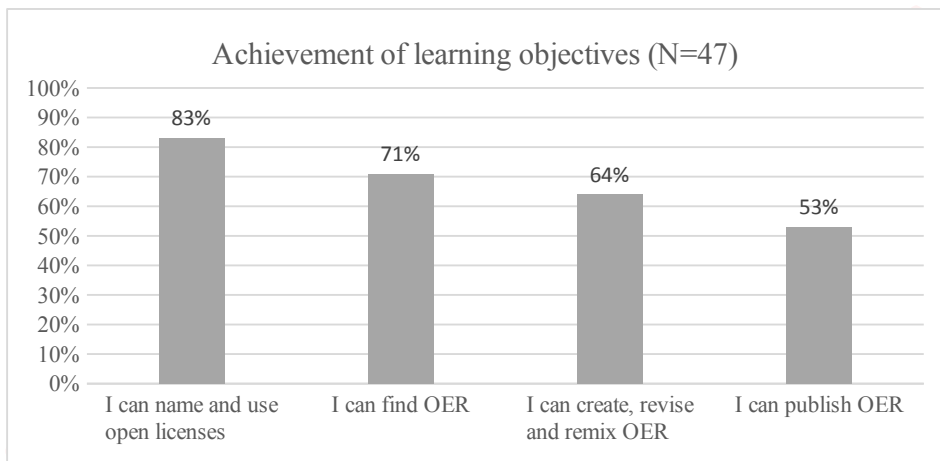 Achievement of learning objectives (N=47)
100%
90%
80%
70%
60%
50%
40%
30%
20%
10%
0%
83%
71%
64%
53%
I can name and use
open licenses
I can find OER
I can create, revise
and remix OER
I can publish OER